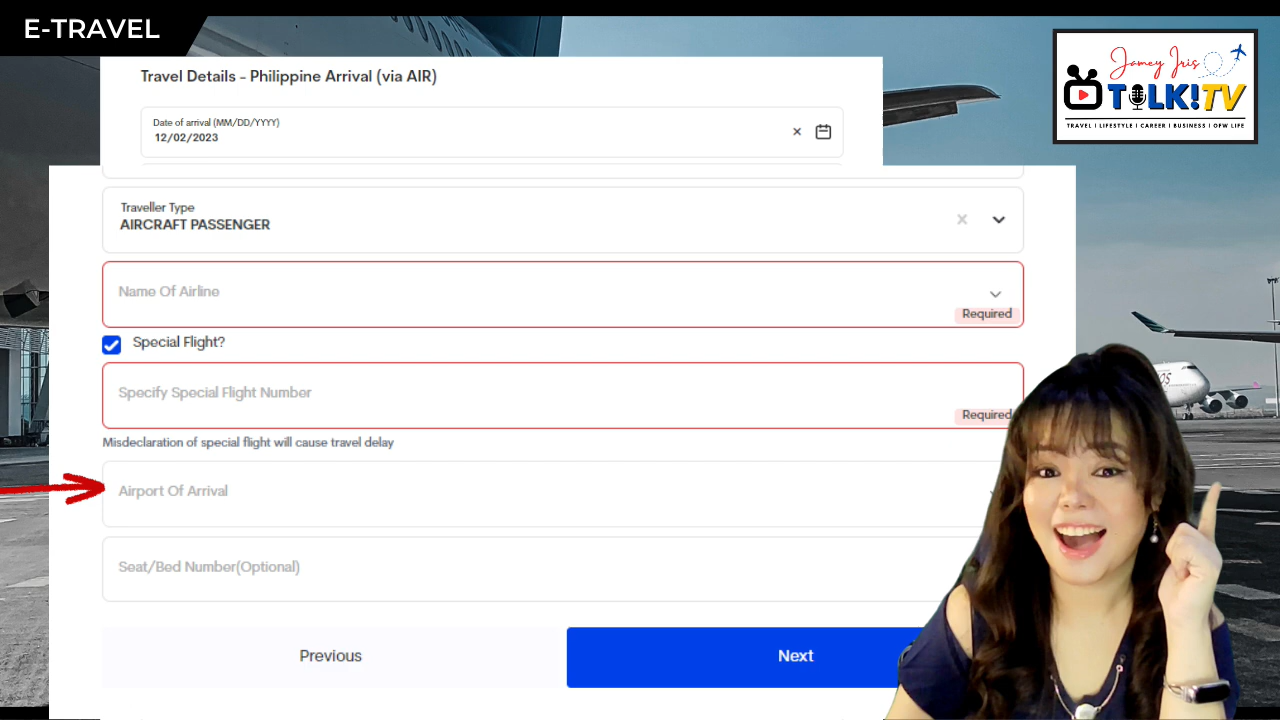 E-TRAVEL
Jamey Jris
TALK!TV
TRAVEL I LIFESTYLE I CAREER I BUSINESS I OFW LIFE
Travel Details - Philippine Arrival (via AIR)
Date of arrival (MM/DD/YYYY)
12/02/2023
Traveller Type
AIRCRAFT PASSENGER
Name Of Airline
Required
Special Flight?
Specify Special Flight Number
Required
Misdeclaration of special flight will cause travel delay
Airport Of Arrival
Seat/Bed Number(Optional)
Previous
Next